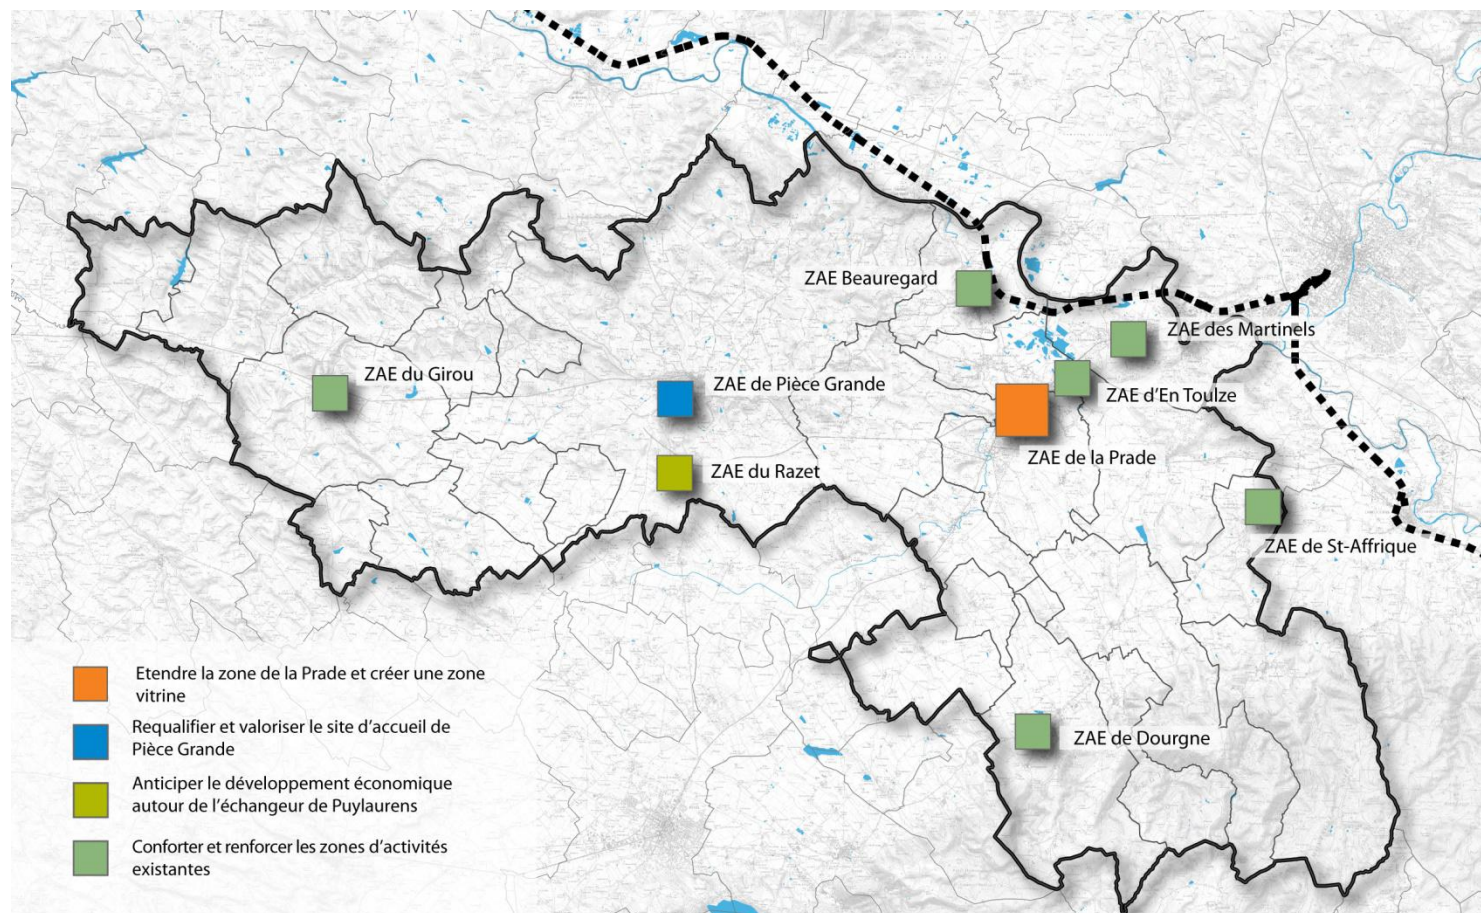 ZAE Beauregard
ZAE des Martinels
ZAE du Girou
ZAE de Pièce Grande
ZAE d'En Toulze
ZAE de la Prade
ZAE du Razet
ZAE de St-Affrique
ZAE de Dourgne
Etendre la zone de la Prade et créer une zone
vitrine
Requalifier et valoriser le site d'accueil de
Pièce Grande
Anticiper le développement économique
autour de l'échangeur de Puylaurens
Conforter et renforcer les zones d'activités
existantes